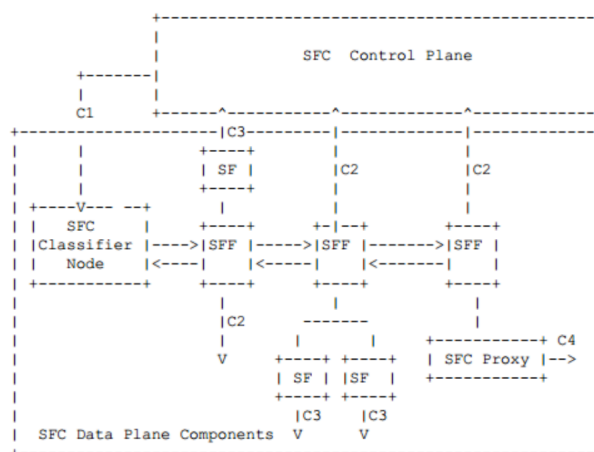 SFC Control Plane
C1
C3
SF C2 C2
SFC
Classifier SFF SFF SFF
Node
C2
V C4
SF SF SFC Proxy
C3 C3
SFC Data Plane Components V V